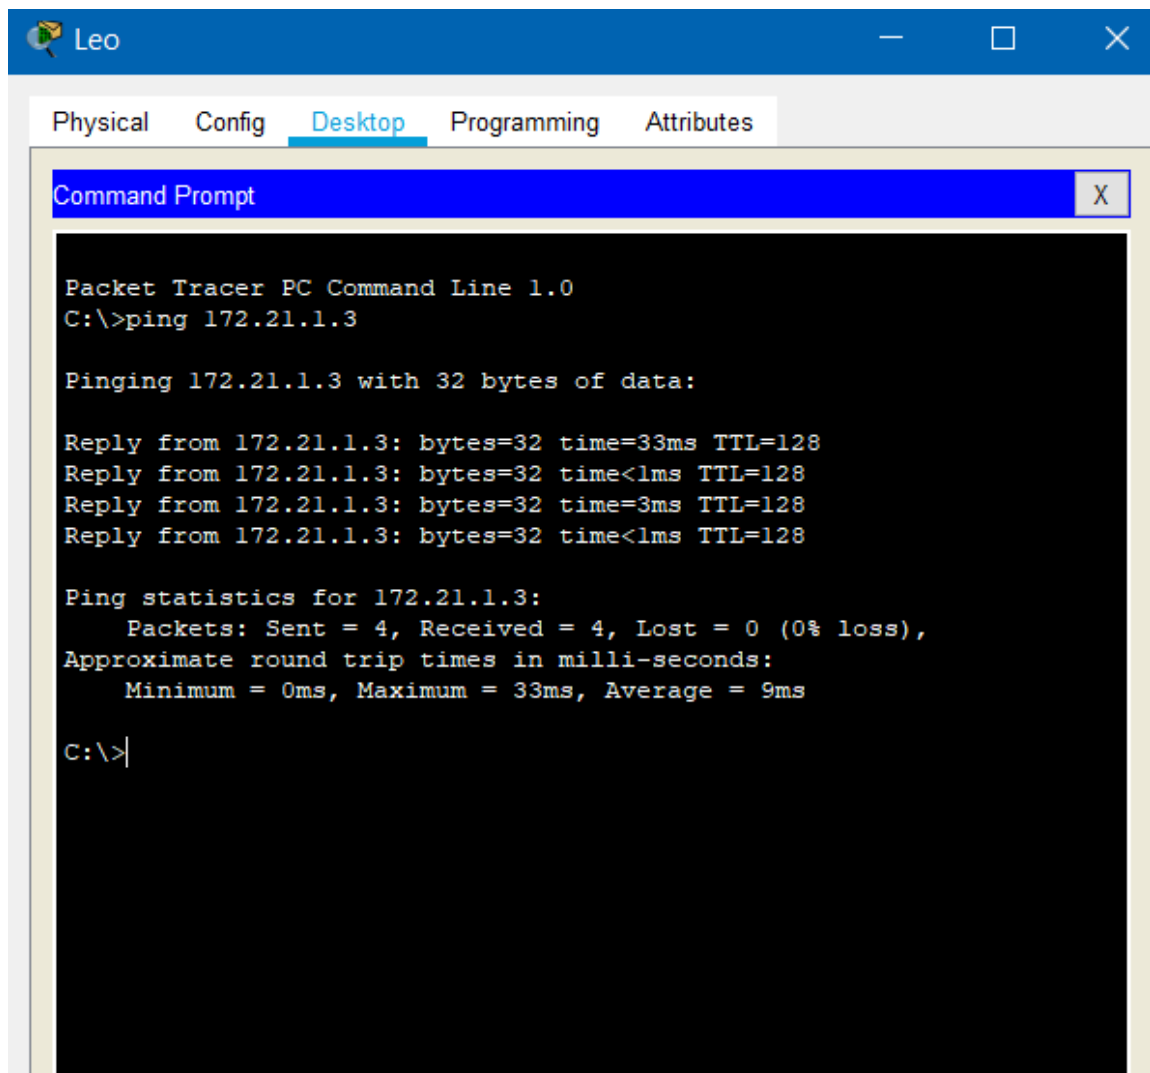 Leo
Physical Config Desktop Programming Attributes
Command Prompt X
Packet Tracer PC Command Line 1.0
C:\>ping 172.21.1.3
Pinging 172.21.1.3 with 32 bytes of data:
Reply from 172.21.1.3: bytes=32 time=33ms TTL=128
Reply from 172.21.1.3: bytes=32 time<1ms TTL=128
Reply from 172.21.1.3: bytes=32 time=3ms TTL=128
Reply from 172.21.1.3: bytes=32 time<1ms TTL=128
Ping statistics for 172.21.1.3:
Packets: Sent = 4, Received = 4, Lost = 0 (0% loss),
Approximate round trip times in milli-seconds:
Minimum = 0ms, Maximum = 33ms, Average = 9ms
C:\>